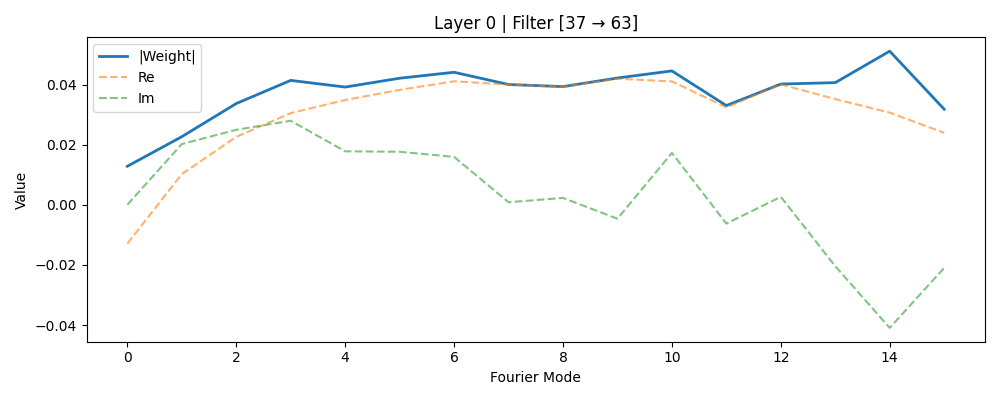 Layer 0 | Filter [37 → 63]
|Weight|
Re
Im
Value
0.04
0.02
0.00
−0.02
−0.04
0 2 4 6 8 10 12 14
Fourier Mode